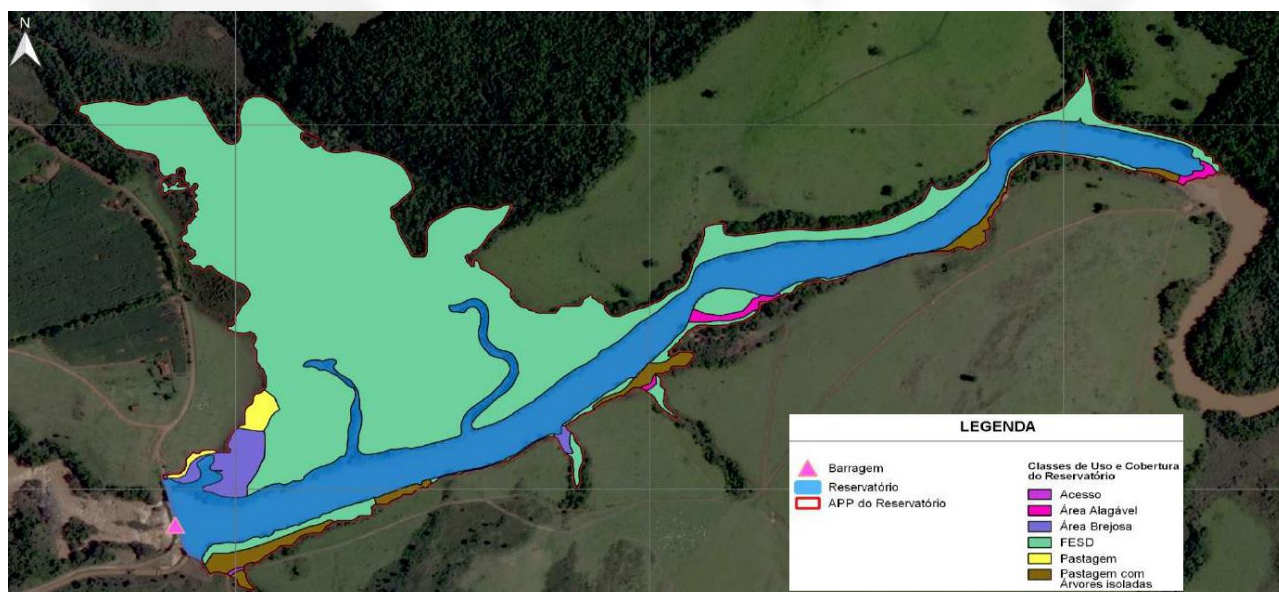 N
LEGENDA
Barragem
Reservatório
APP do Reservatório
Classes de Uso e Cobertura
do Reservatório
Acesso
Área Alagável
Área Brejosa
FESD
Pastagem
Pastagem com
Árvores isoladas